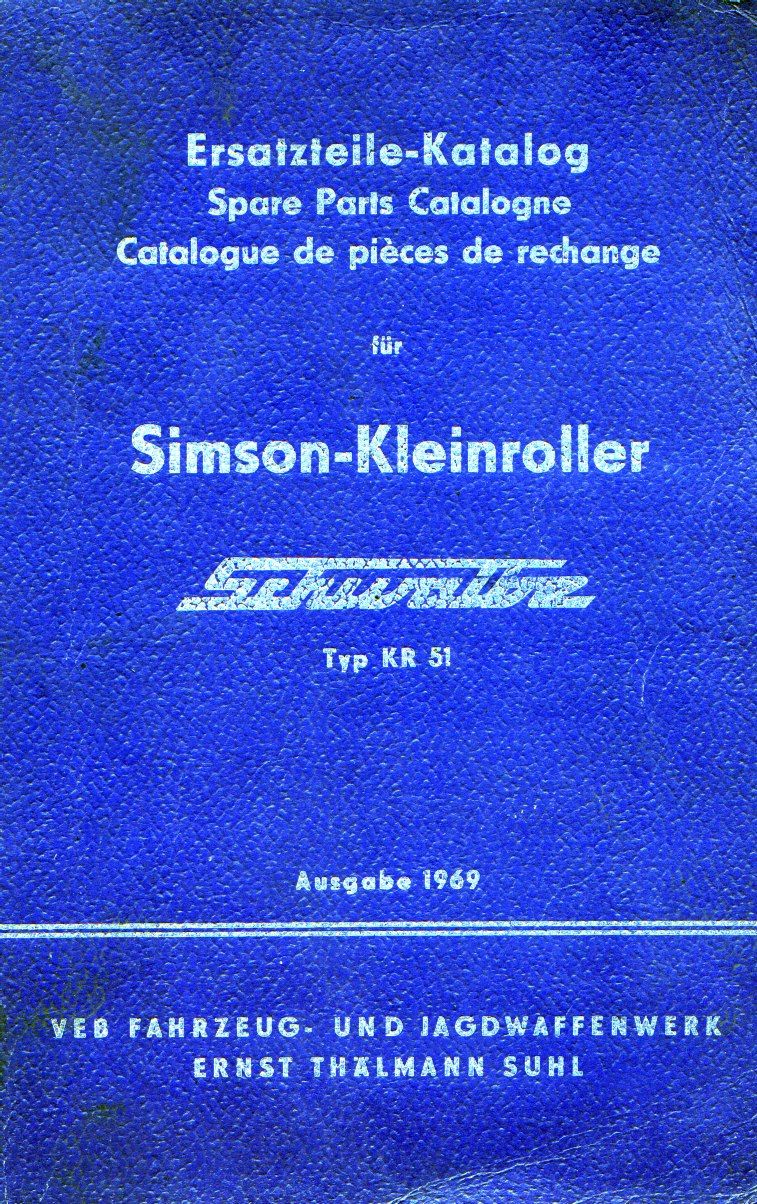 Ersatzteile-Katalog
Spare Parts Catalogne
Catalogue de pièces de rechange
für
Simson-Kleinroller
Schwalbe
Typ KR 51
Ausgabe 1969
VEB FAHRZEUG- UND JAGDWAFFENWERK
ERNST THÄLMANN SUHL